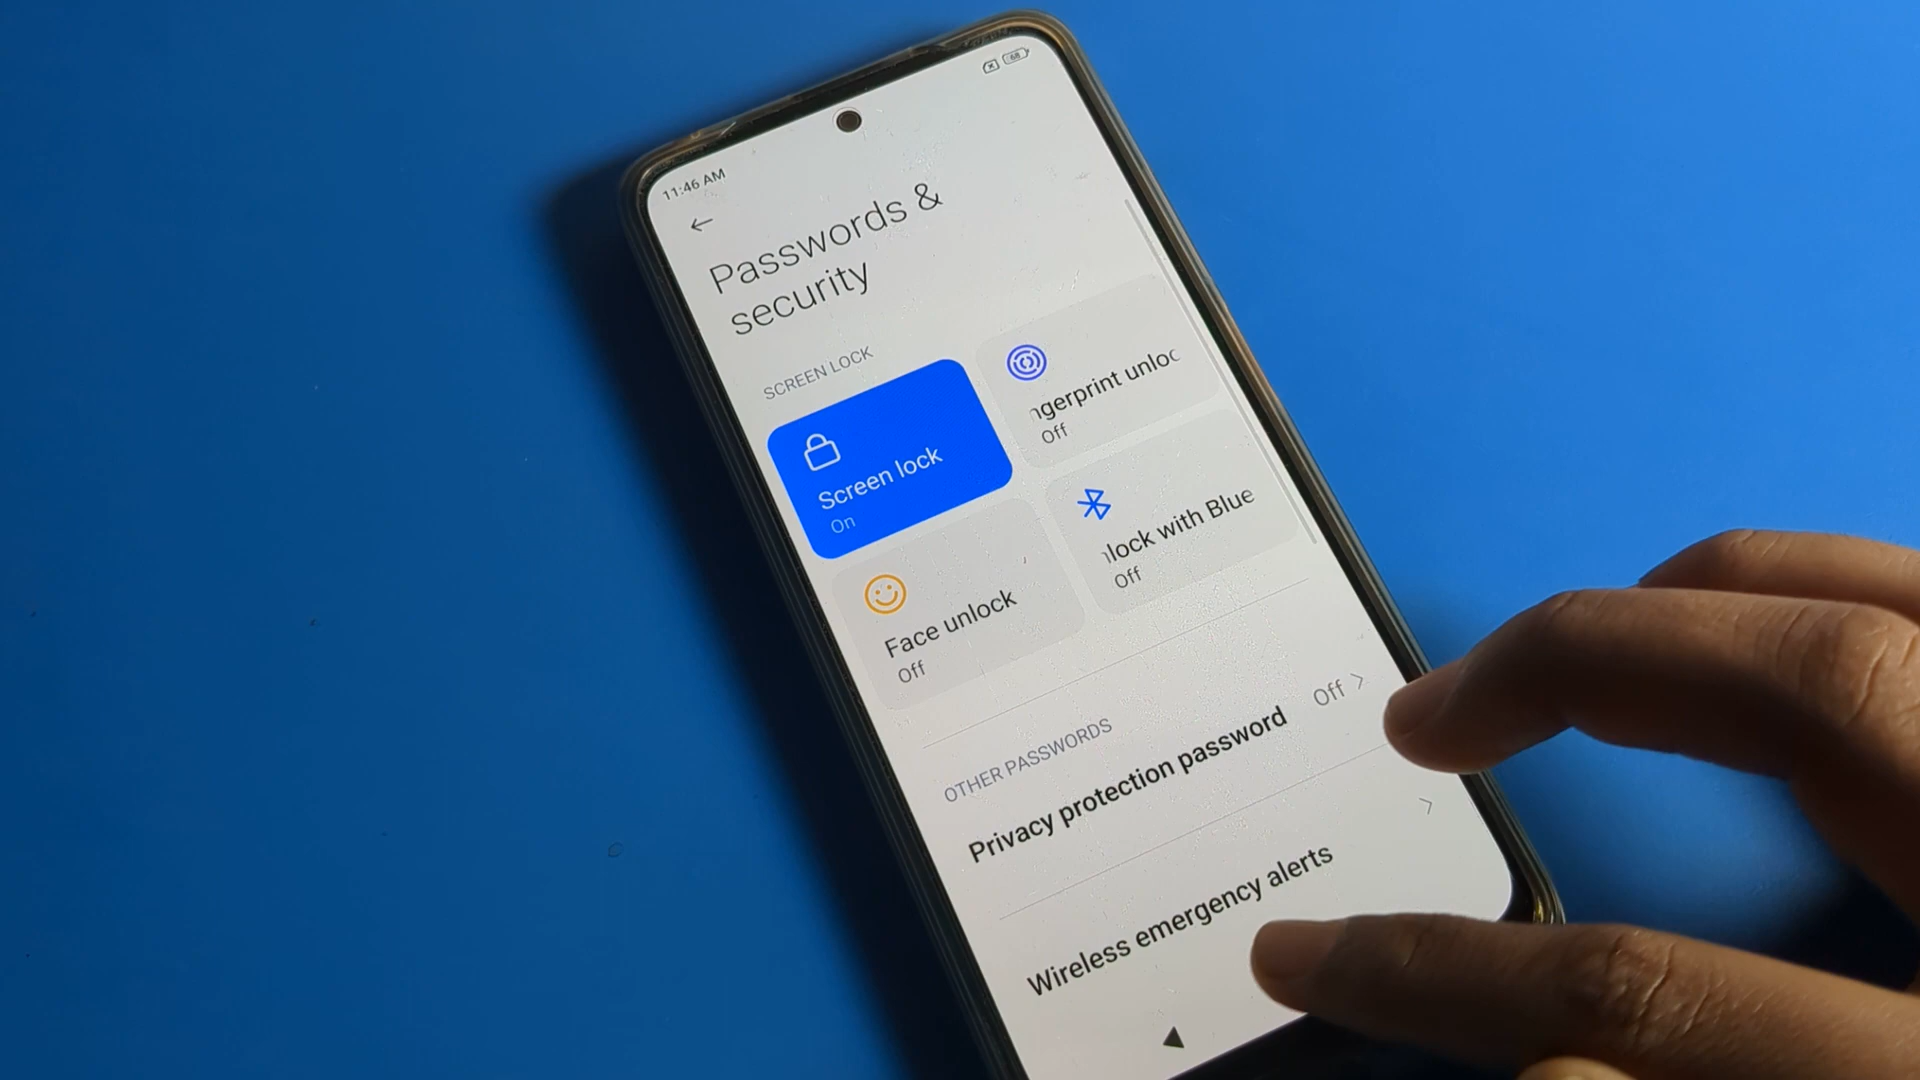 11:46 AM
68
Passwords &
security
SCREEN LOCK
Screen lock
On
ngerprint unloc
Off
Face unlock
Off
lock with Blue
Off
OTHER PASSWORDS
Privacy protection password
Off
Wireless emergency alerts